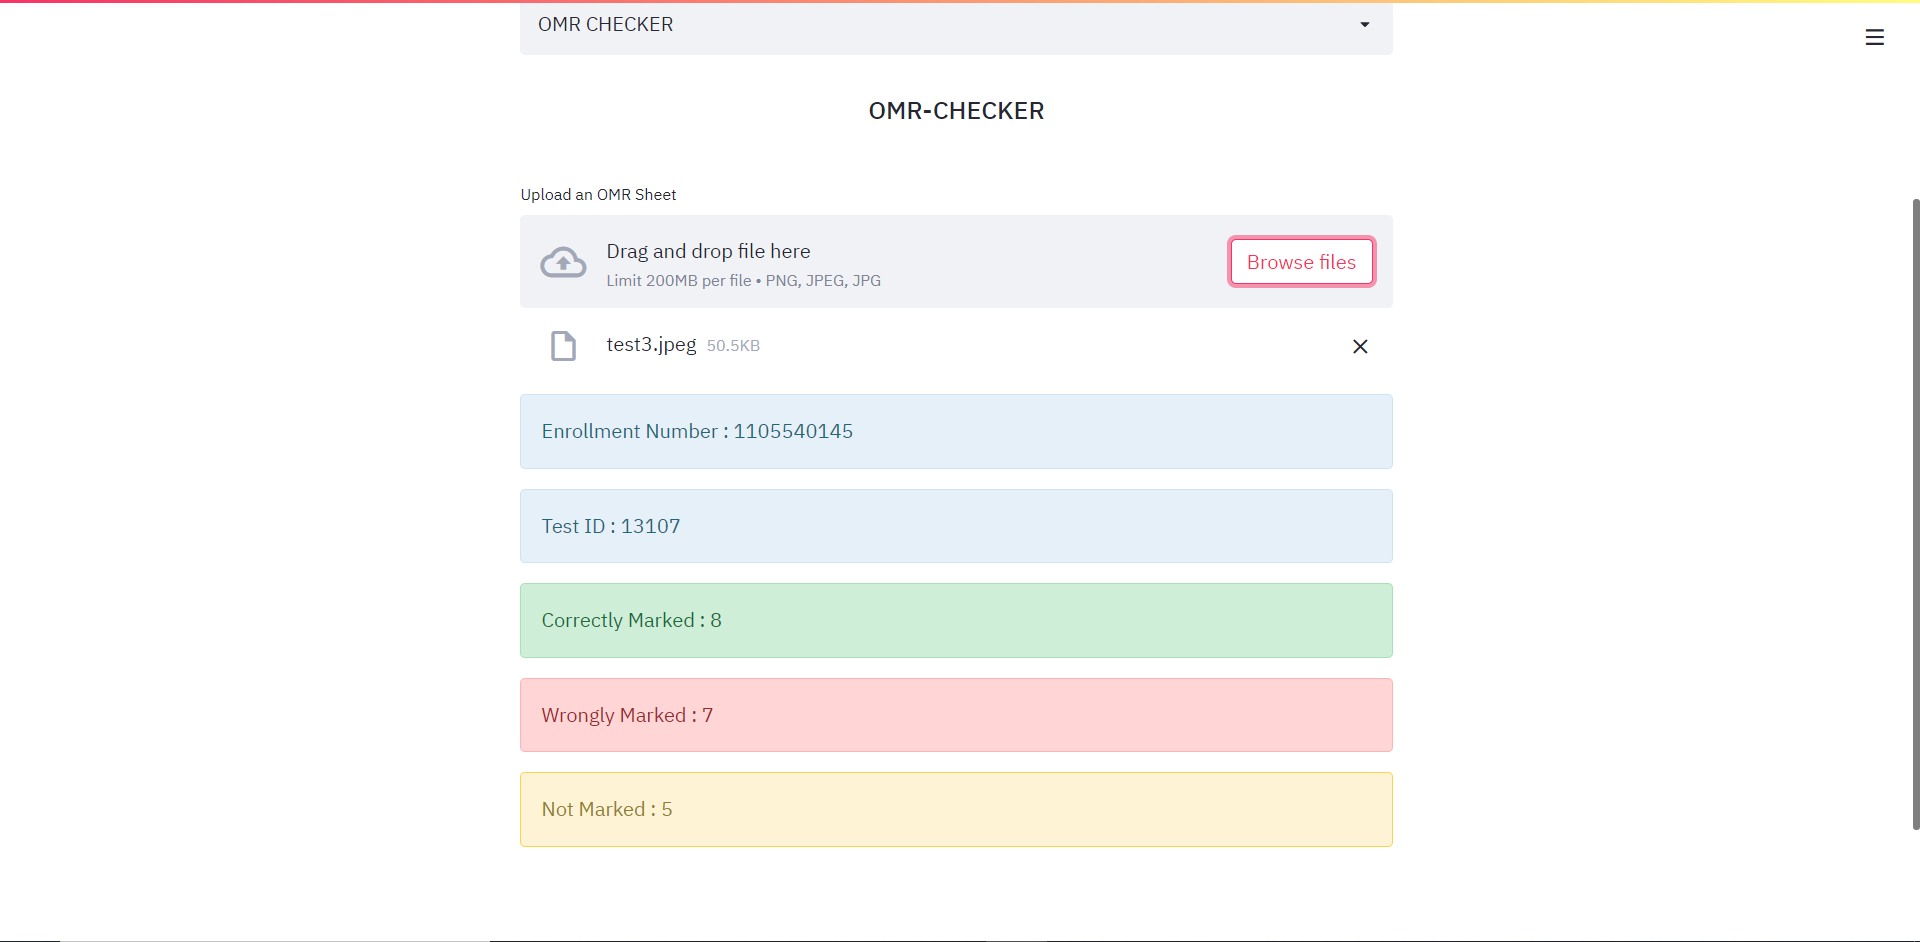 OMR CHECKER
OMR-CHECKER
Upload an OMR Sheet
Drag and drop file here
Limit 200MB per file • PNG, JPEG, JPG
Browse files
test3.jpeg 50.5KB
Enrollment Number : 1105540145
Test ID : 13107
Correctly Marked : 8
Wrongly Marked : 7
Not Marked : 5